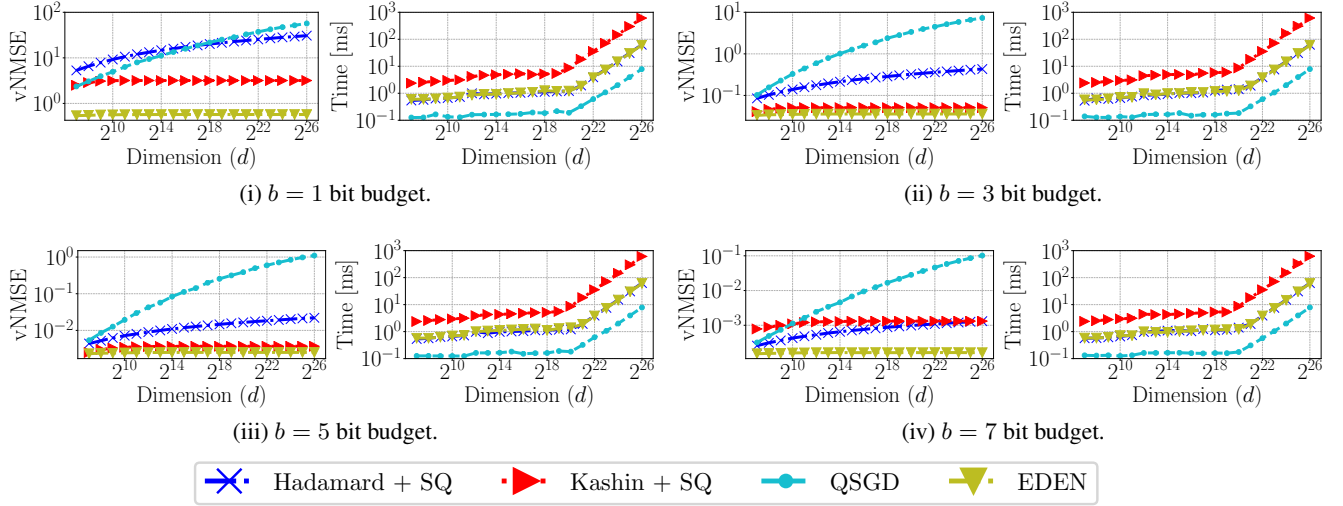 vNMSE
10^2
10^1
10^0
2^10 2^14 2^18 2^22 2^26
Dimension (d)
Time [ms]
10^3
10^2
10^1
10^0
10^-1
2^10 2^14 2^18 2^22 2^26
Dimension (d)
(i) b = 1 bit budget.
vNMSE
10^1
10^0
10^-1
2^10 2^14 2^18 2^22 2^26
Dimension (d)
Time [ms]
10^3
10^2
10^1
10^0
10^-1
2^10 2^14 2^18 2^22 2^26
Dimension (d)
(ii) b = 3 bit budget.
vNMSE
10^0
10^-1
10^-2
2^10 2^14 2^18 2^22 2^26
Dimension (d)
Time [ms]
10^3
10^2
10^1
10^0
10^-1
2^10 2^14 2^18 2^22 2^26
Dimension (d)
(iii) b = 5 bit budget.
vNMSE
10^-1
10^-2
10^-3
2^10 2^14 2^18 2^22 2^26
Dimension (d)
Time [ms]
10^3
10^2
10^1
10^0
10^-1
2^10 2^14 2^18 2^22 2^26
Dimension (d)
(iv) b = 7 bit budget.
Hadamard + SQ Kashin + SQ QSGD EDEN